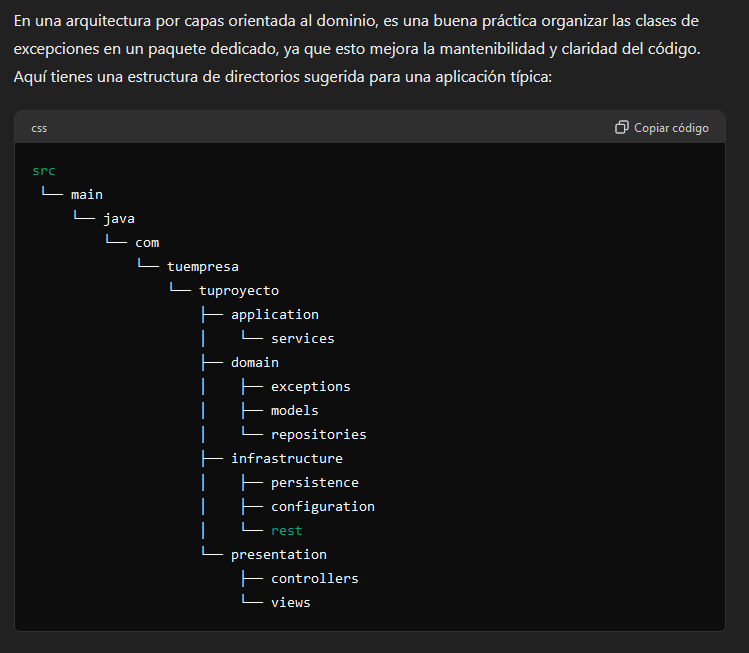 En una arquitectura por capas orientada al dominio, es una buena práctica organizar las clases de
excepciones en un paquete dedicado, ya que esto mejora la mantenibilidad y claridad del código.
Aquí tienes una estructura de directorios sugerida para una aplicación típica:
css Copiar código
src
└── main
└── java
└── com
└── tuempresa
└── tuproyecto
├── application
│ └── services
├── domain
│ ├── exceptions
│ ├── models
│ └── repositories
├── infrastructure
│ ├── persistence
│ ├── configuration
│ └── rest
└── presentation
├── controllers
└── views